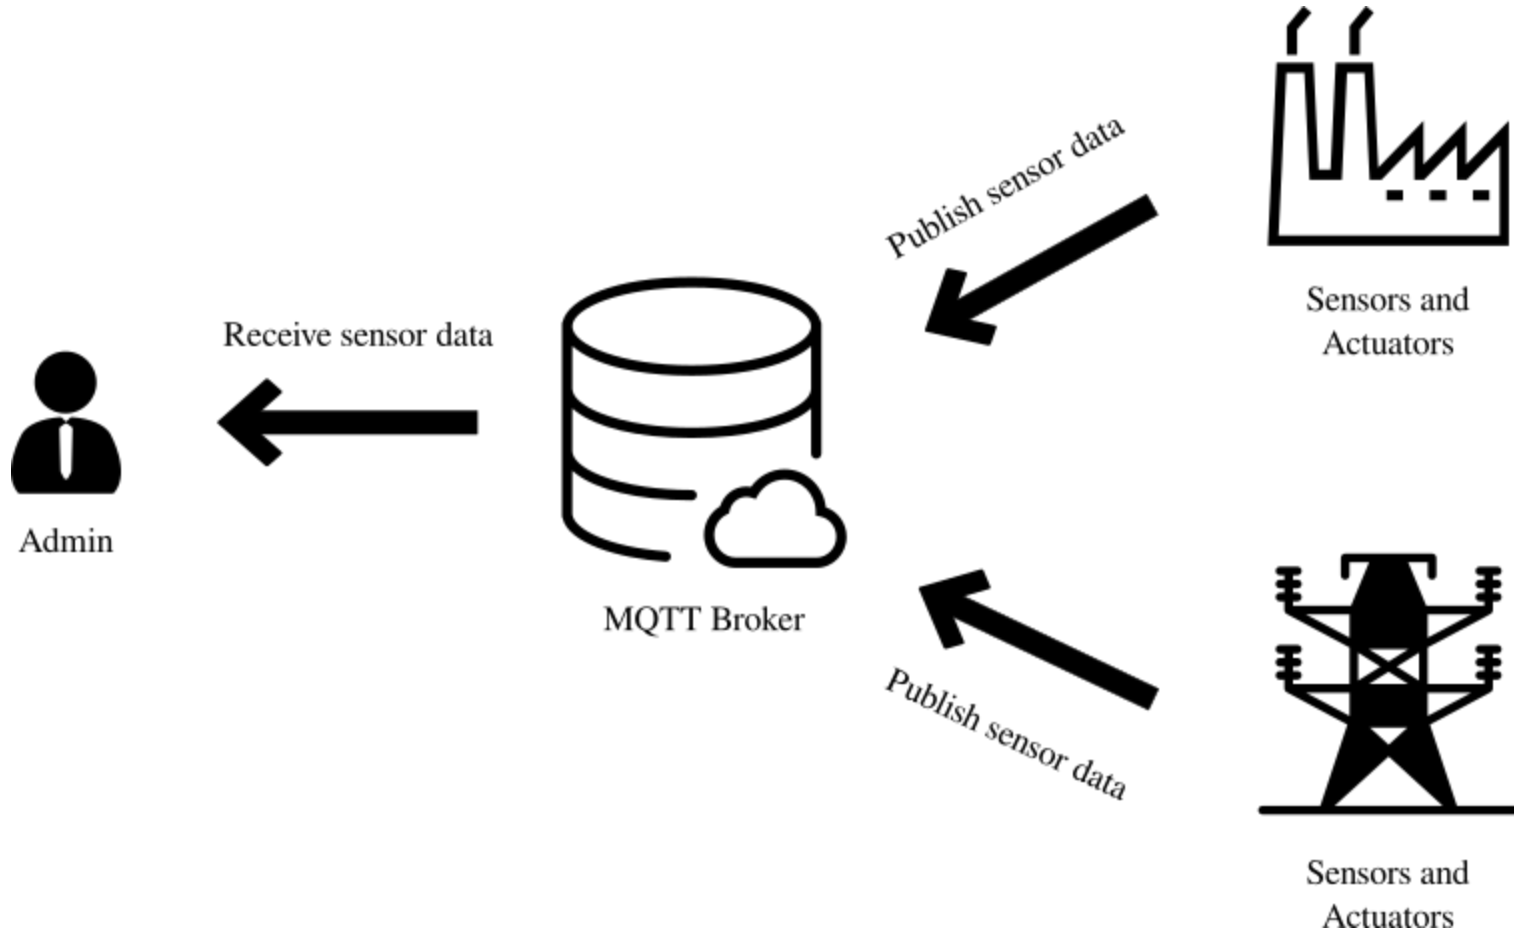 Publish sensor data
Sensors and
Actuators
Receive sensor data
Admin
MQTT Broker
Publish sensor data
Sensors and
Actuators